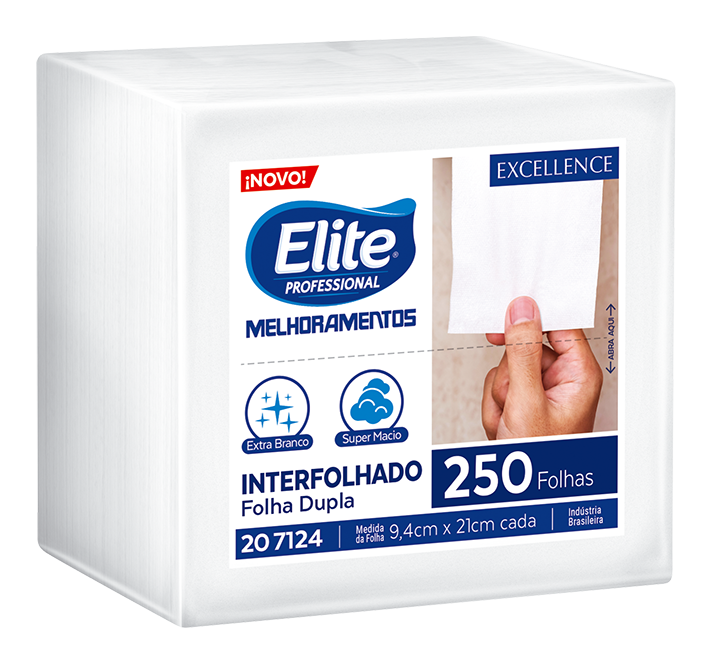 ¡NOVO!
EXCELLENCE
Elite®
PROFESSIONAL
MELHORAMENTOS
ABRA AQUI
Extra Branco
Super Macio
INTERFOLHADO
Folha Dupla
250 Folhas
20 7124
Medida
da Folha
9,4cm x 21cm cada
Indústria
Brasileira